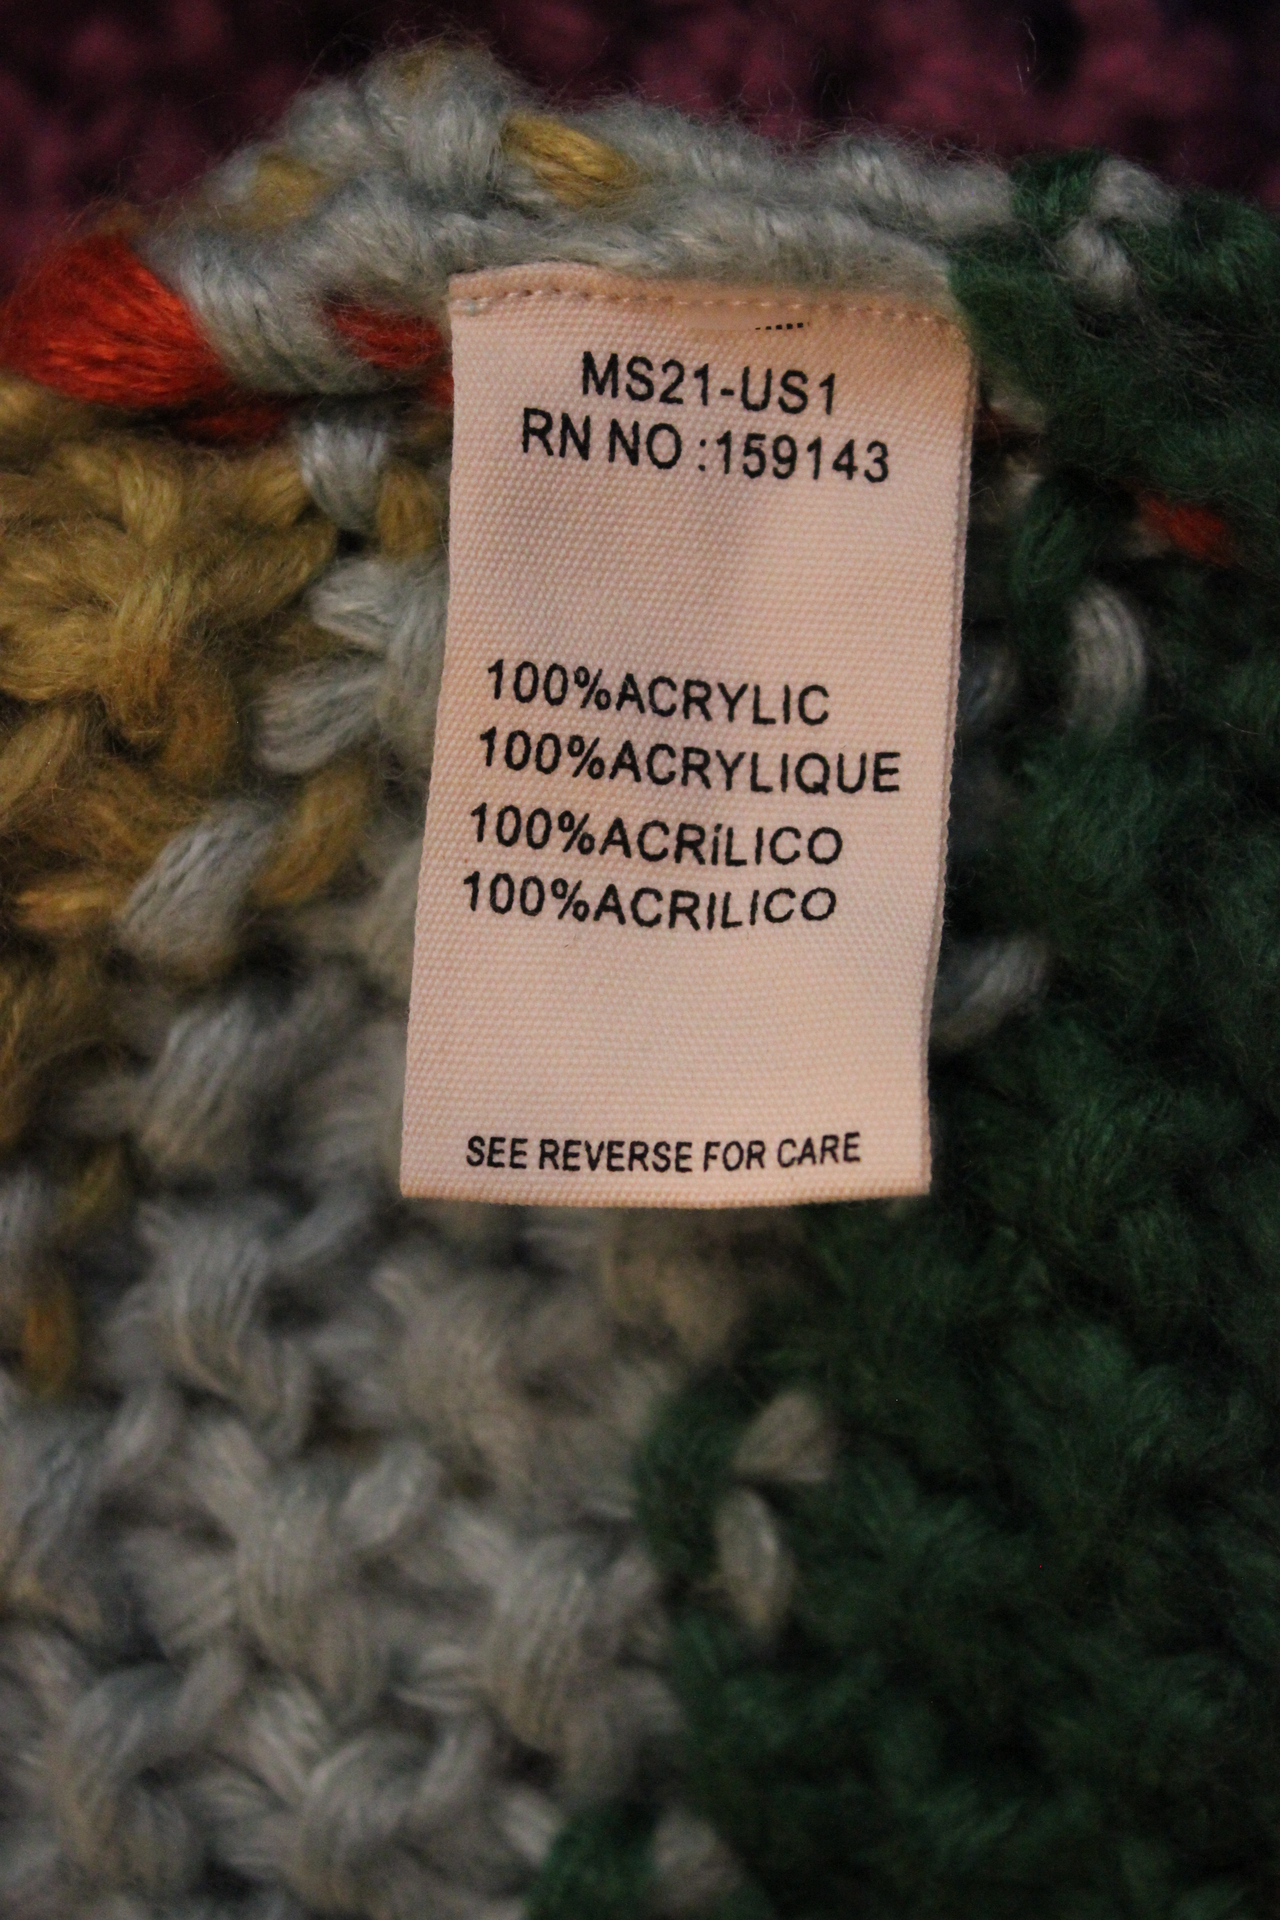 MS21-US1
RN NO :159143
100%ACRYLIC
100%ACRYLIQUE
100%ACRíLICO
100%ACRILICO
SEE REVERSE FOR CARE